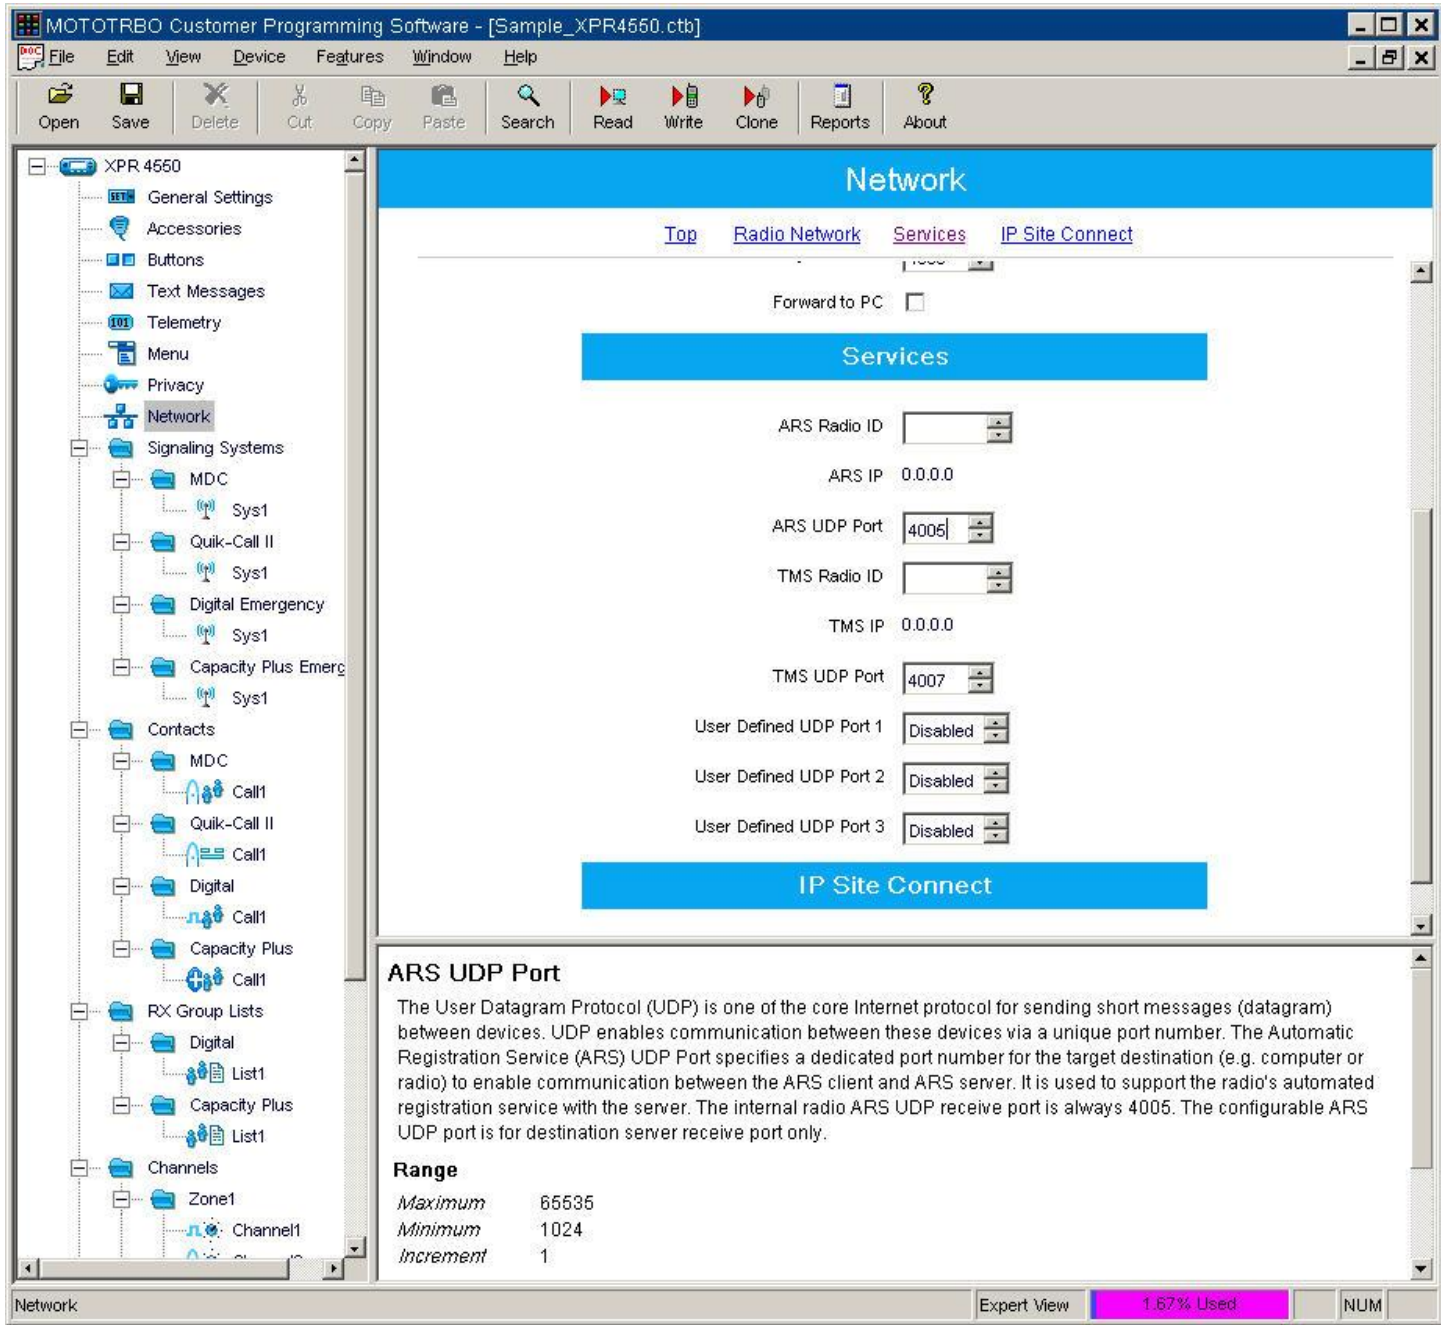 MOTOTRBO Customer Programming Software - [Sample_XPR4550.ctb]
File Edit View Device Features Window Help
Open Save Delete Cut Copy Paste Search Read Write Clone Reports About
XPR 4550
General Settings
Accessories
Buttons
Text Messages
Telemetry
Menu
Privacy
Network
Signaling Systems
MDC
Sys1
Quik-Call II
Sys1
Digital Emergency
Sys1
Capacity Plus Emerg
Sys1
Contacts
MDC
Call1
Quik-Call II
Call1
Digital
Call1
Capacity Plus
Call1
RX Group Lists
Digital
List1
Capacity Plus
List1
Channels
Zone1
Channel1
Network
Top Radio Network Services IP Site Connect
Forward to PC
Services
ARS Radio ID
ARS IP 0.0.0.0
ARS UDP Port 4005
TMS Radio ID
TMS IP 0.0.0.0
TMS UDP Port 4007
User Defined UDP Port 1 Disabled
User Defined UDP Port 2 Disabled
User Defined UDP Port 3 Disabled
IP Site Connect
ARS UDP Port
The User Datagram Protocol (UDP) is one of the core Internet protocol for sending short messages (datagram)
between devices. UDP enables communication between these devices via a unique port number. The Automatic
Registration Service (ARS) UDP Port specifies a dedicated port number for the target destination (e.g. computer or
radio) to enable communication between the ARS client and ARS server. It is used to support the radio's automated
registration service with the server. The internal radio ARS UDP receive port is always 4005. The configurable ARS
UDP port is for destination server receive port only.
Range
Maximum 65535
Minimum 1024
Increment 1
Network Expert View 1.67% Used NUM